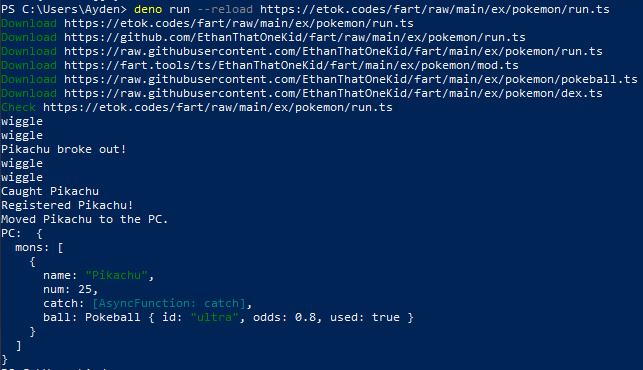 PS C:\Users\Ayden> deno run --reload https://etok.codes/fart/raw/main/ex/pokemon/run.ts
Download https://etok.codes/fart/raw/main/ex/pokemon/run.ts
Download https://github.com/EthanThatOneKid/fart/raw/main/ex/pokemon/run.ts
Download https://raw.githubusercontent.com/EthanThatOneKid/fart/main/ex/pokemon/run.ts
Download https://fart.tools/ts/EthanThatOneKid/fart/main/ex/pokemon/mod.ts
Download https://raw.githubusercontent.com/EthanThatOneKid/fart/main/ex/pokemon/pokeball.ts
Download https://raw.githubusercontent.com/EthanThatOneKid/fart/main/ex/pokemon/dex.ts
Check https://etok.codes/fart/raw/main/ex/pokemon/run.ts
wiggle
wiggle
Pikachu broke out!
wiggle
wiggle
Caught Pikachu
Registered Pikachu!
Moved Pikachu to the PC.
PC:  {
  mons: [
    {
      name: "Pikachu",
      num: 25,
      catch: [AsyncFunction: catch],
      ball: Pokeball { id: "ultra", odds: 0.8, used: true }
    }
  ]
}